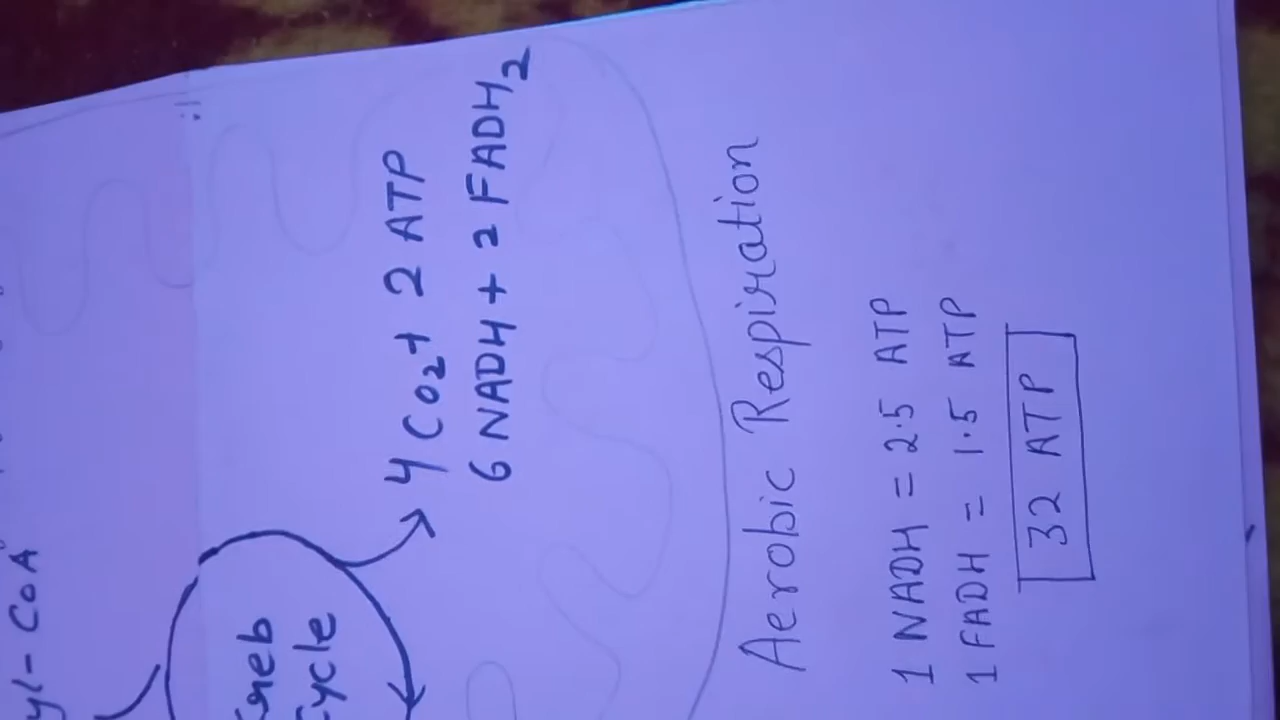 yl-CoA
Kreb
Cycle
4 CO₂+ 2 ATP
6 NADH + 2 FADH₂
Aerobic Respiration
1 NADH = 2.5 ATP
1 FADH = 1.5 ATP
32 ATP